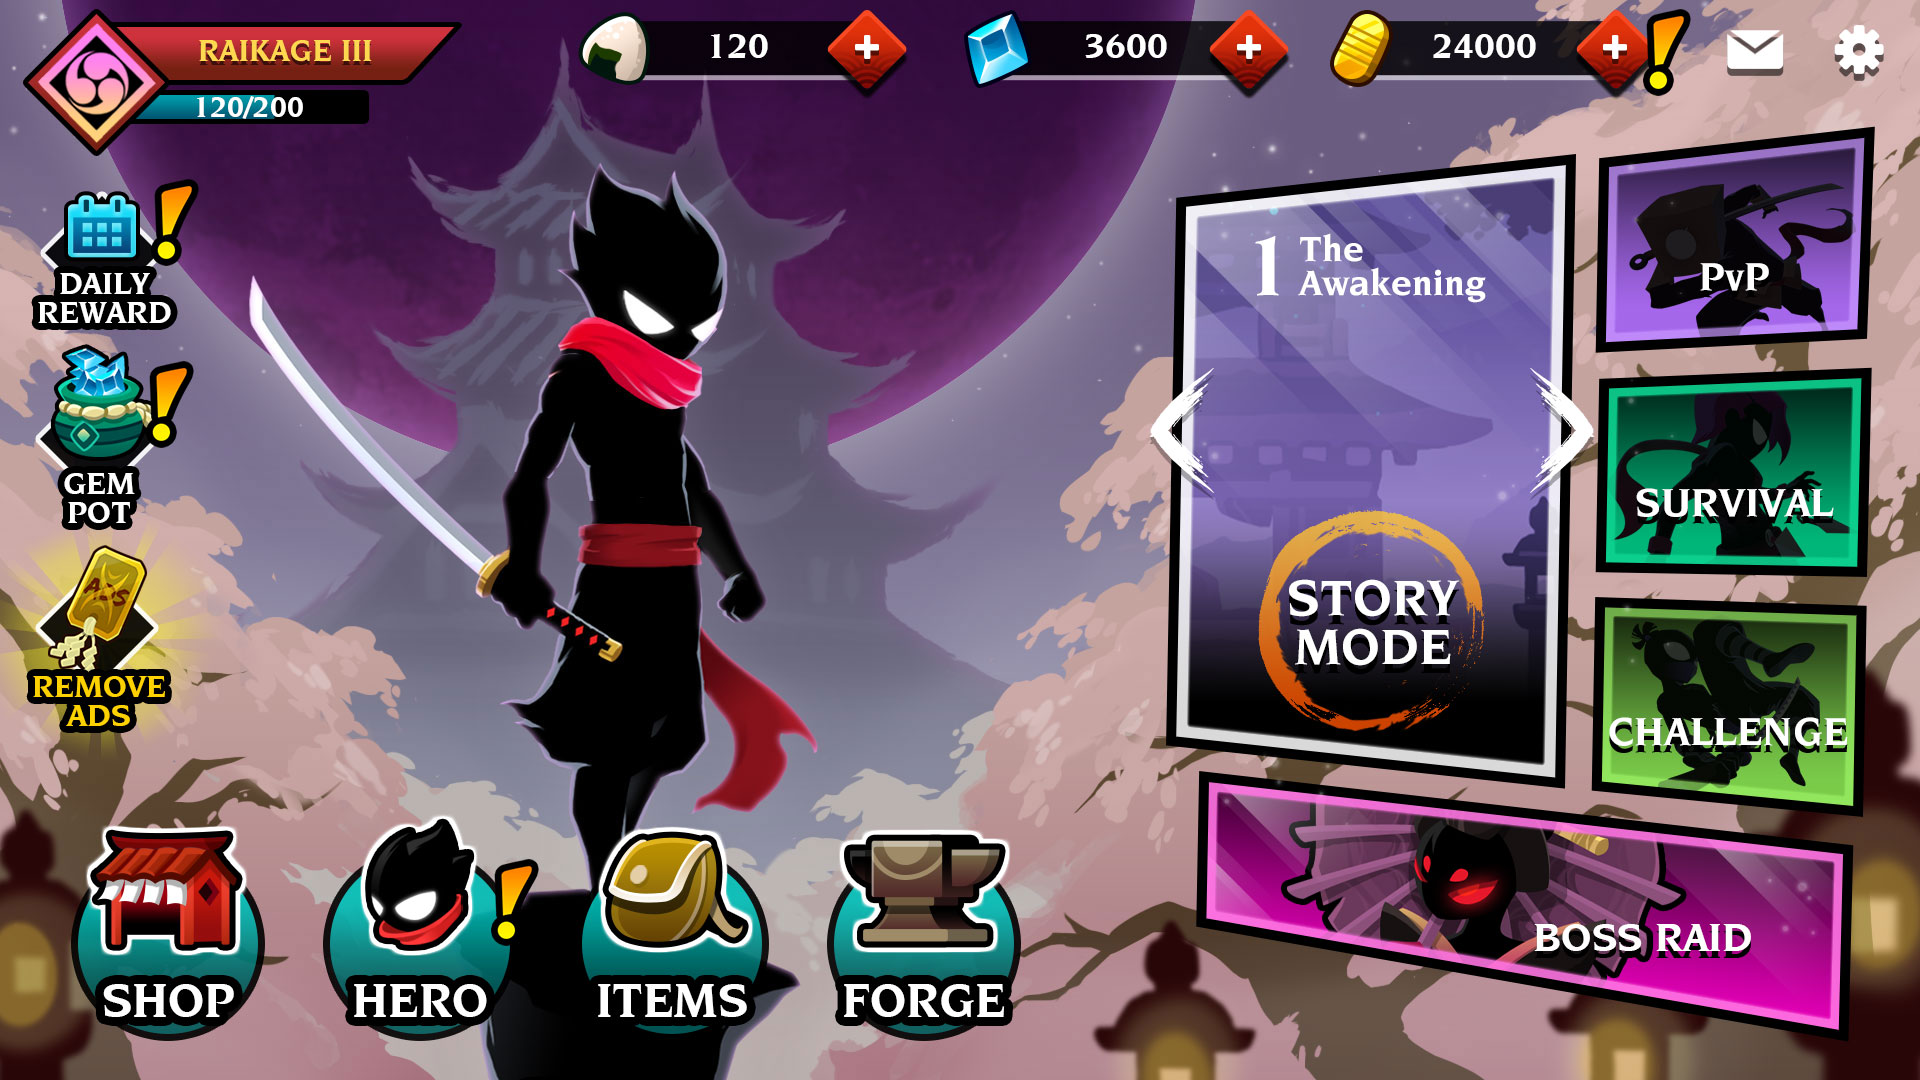 RAIKAGE III
120/200
120
3600
24000
DAILY
REWARD
GEM
POT
ADS
REMOVE
ADS
1 The
Awakening
STORY
MODE
PvP
SURVIVAL
CHALLENGE
BOSS RAID
SHOP
HERO
ITEMS
FORGE